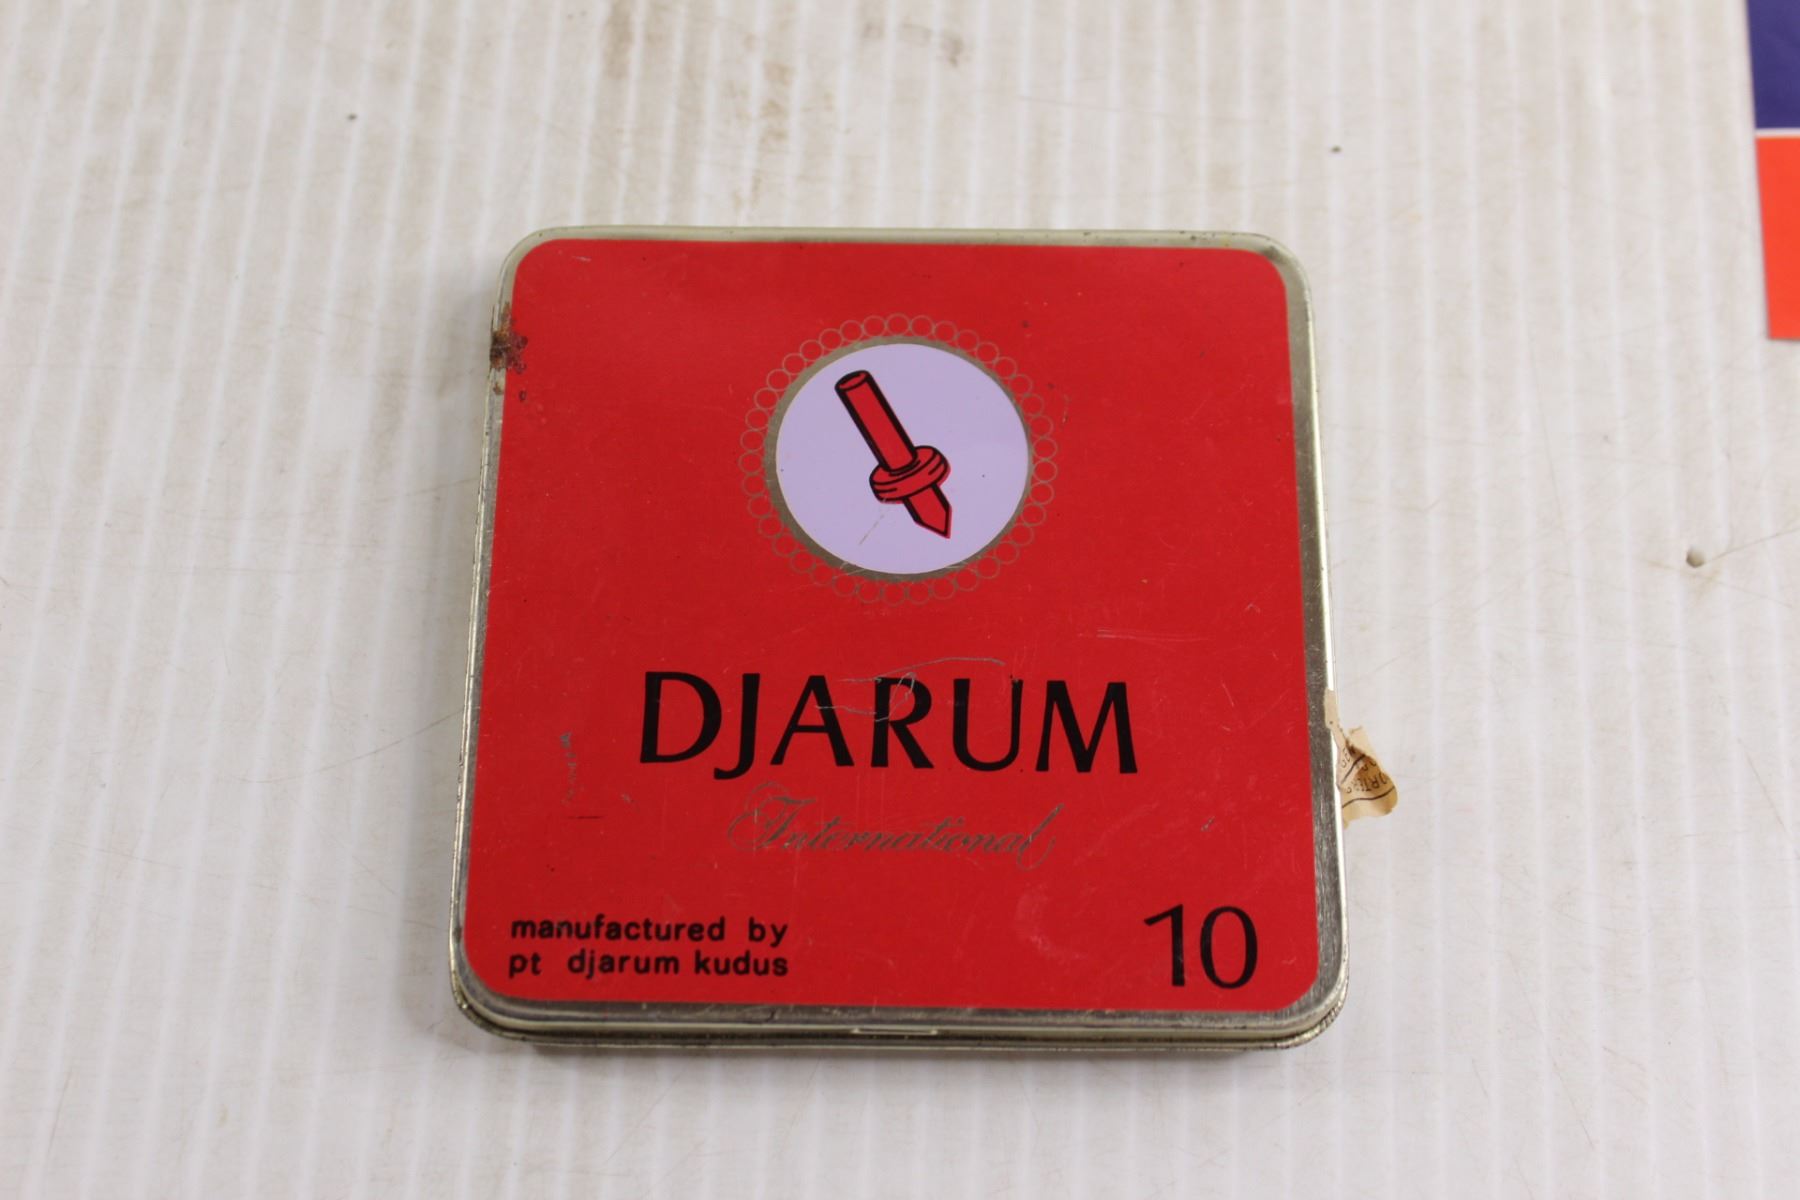 DJARUM
International
manufactured by
pt djarum kudus
10